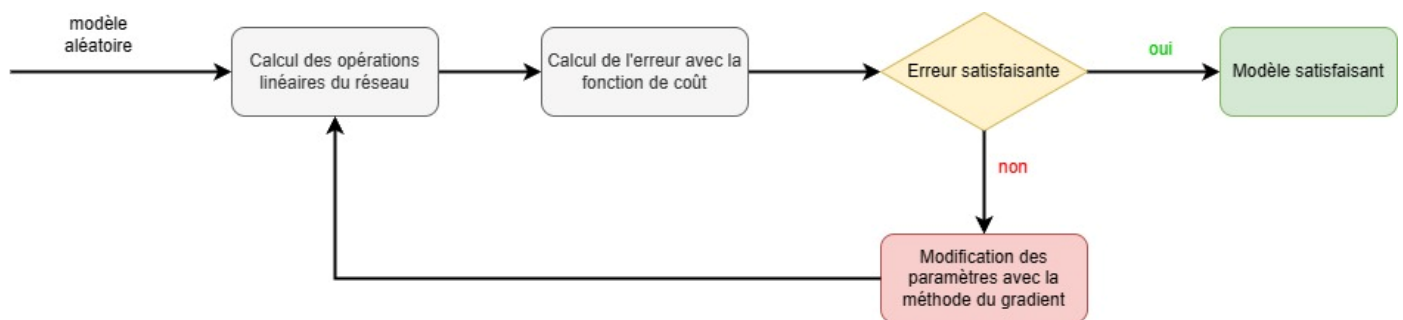 modèle
aléatoire
Calcul des opérations
linéaires du réseau
Calcul de l'erreur avec la
fonction de coût
Erreur satisfaisante
oui
Modèle satisfaisant
non
Modification des
paramètres avec la
méthode du gradient